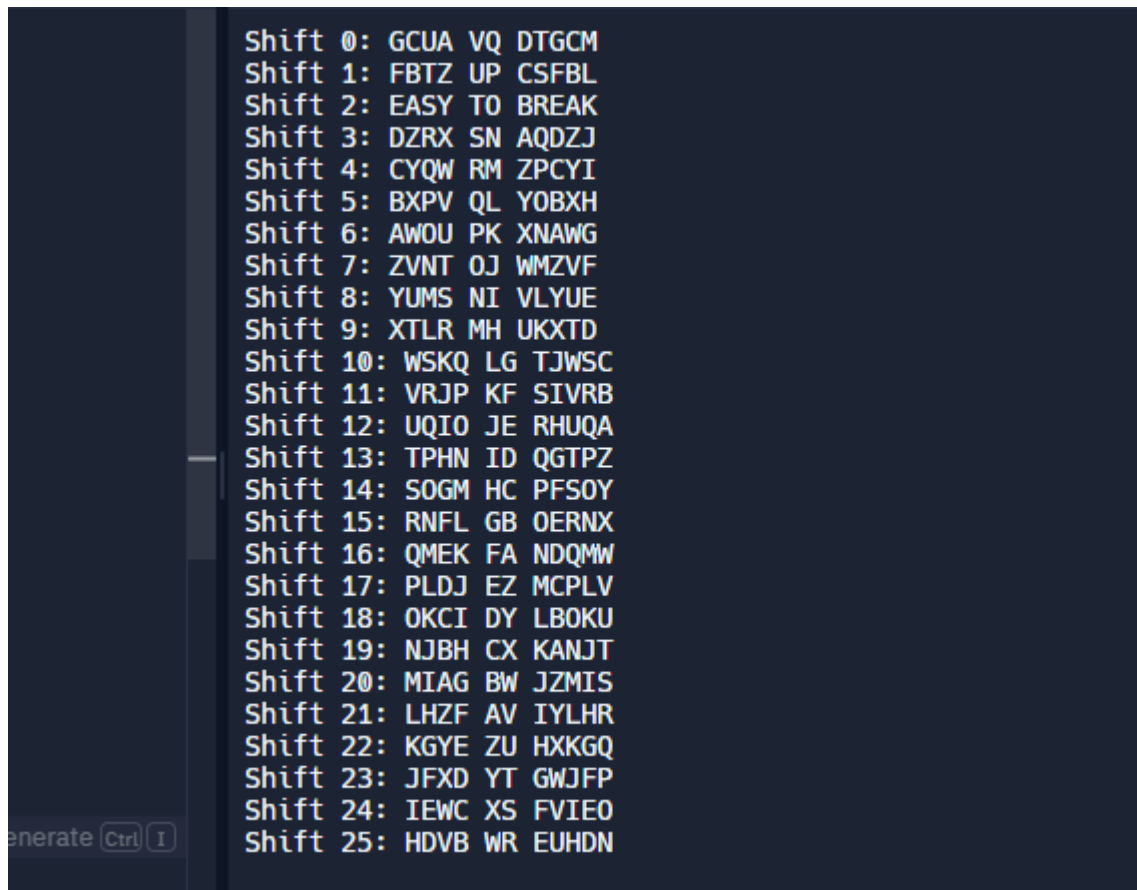 Shift 0: GCUA VQ DTGCM
Shift 1: FBTZ UP CSFBL
Shift 2: EASY TO BREAK
Shift 3: DZRX SN AQDZJ
Shift 4: CYQW RM ZPCYI
Shift 5: BXPV QL YOBXH
Shift 6: AWOU PK XNAWG
Shift 7: ZVNT OJ WMZVF
Shift 8: YUMS NI VLYUE
Shift 9: XTLR MH UKXTD
Shift 10: WSKQ LG TJWSC
Shift 11: VRJP KF SIVRB
Shift 12: UQIO JE RHUQA
Shift 13: TPHN ID QGTPZ
Shift 14: SOGM HC PFSOY
Shift 15: RNFL GB OERNX
Shift 16: QMEK FA NDQMW
Shift 17: PLDJ EZ MCPLV
Shift 18: OKCI DY LBOKU
Shift 19: NJBH CX KANJT
Shift 20: MIAG BW JZMIS
Shift 21: LHZF AV IYLHR
Shift 22: KGYE ZU HXKGQ
Shift 23: JFXD YT GWJFP
Shift 24: IEWC XS FVIEO
enerate Ctrl I
Shift 25: HDVB WR EUHDN